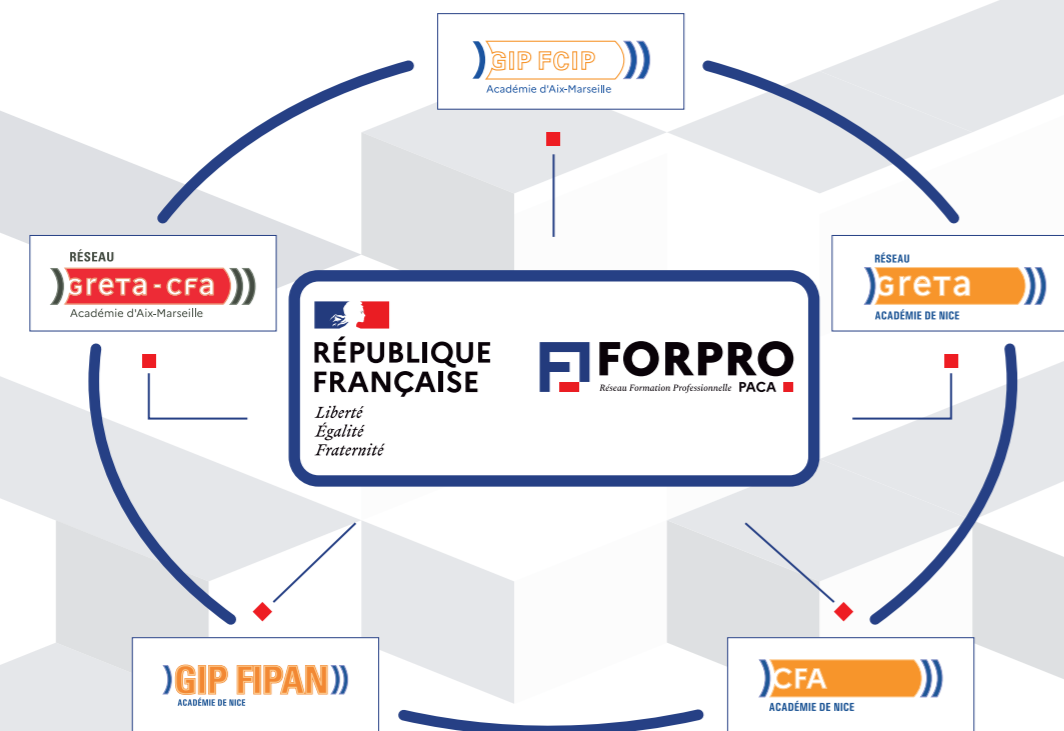 GIP FCIP
Académie d'Aix-Marseille
RÉSEAU
GRETA-CFA
Académie d'Aix-Marseille
RÉSEAU
GRETA
ACADÉMIE DE NICE
RÉPUBLIQUE
FRANÇAISE
Liberté
Égalité
Fraternité
FORPRO
Réseau Formation Professionnelle PACA
GIP FIPAN
ACADÉMIE DE NICE
CFA
ACADÉMIE DE NICE